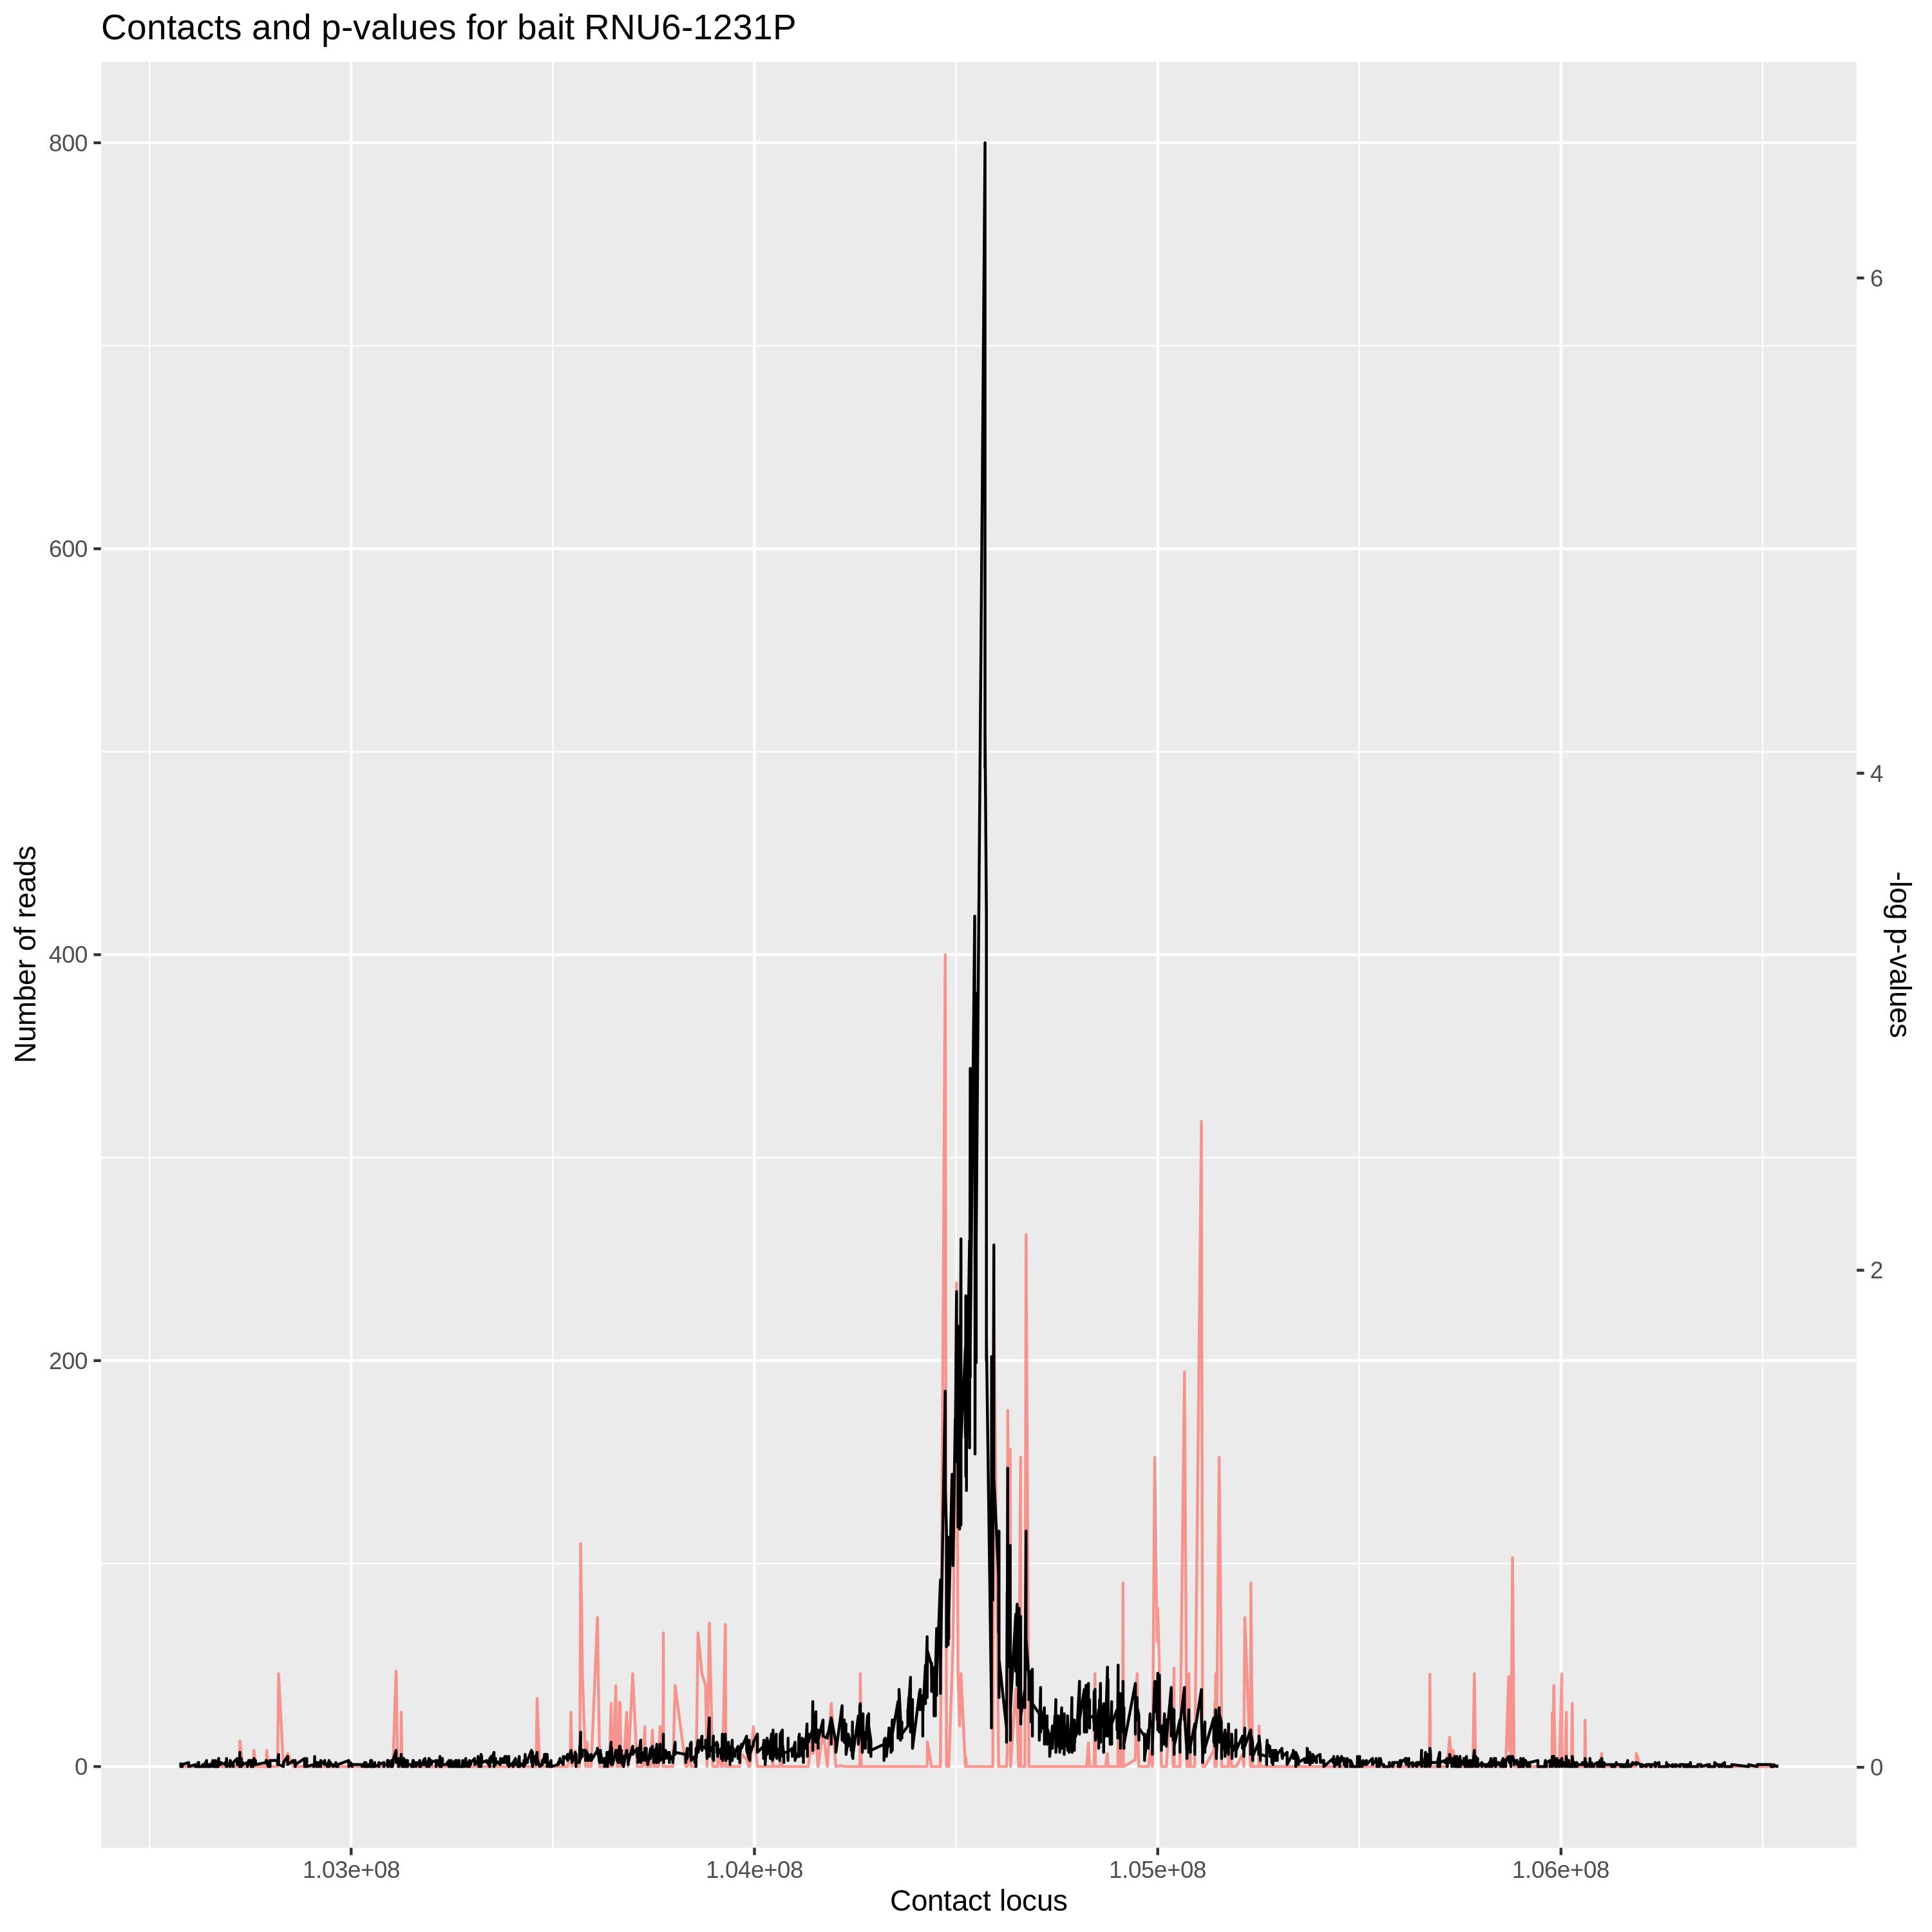 Contacts and p-values for bait RNU6-1231P
800
600
400
200
0
6
4
2
0
Number of reads
-log p-values
1.03e+08
1.04e+08
1.05e+08
1.06e+08
Contact locus